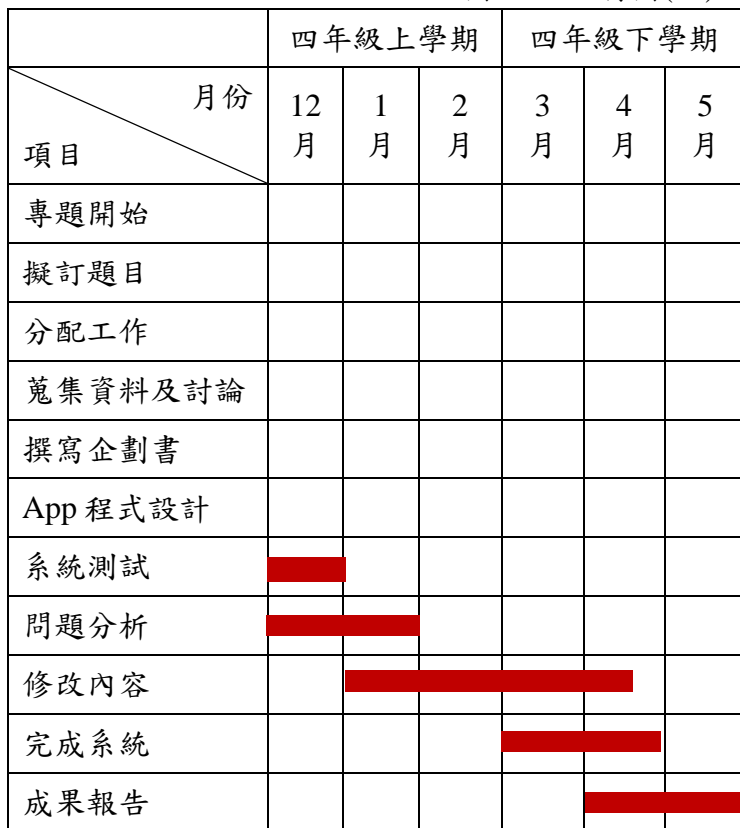 四年級上學期 四年級下學期
月份
項目
12月 1月 2月 3月 4月 5月
專題開始
擬訂題目
分配工作
蒐集資料及討論
撰寫企劃書
App 程式設計
系統測試
問題分析
修改內容
完成系統
成果報告